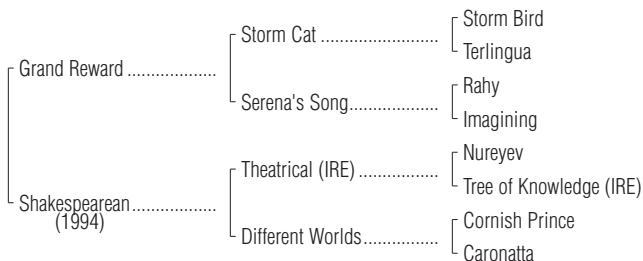 Storm Bird
Storm Cat ..........................
Terlingua
Grand Reward ....................
Rahy
Serena's Song....................
Imagining
Nureyev
Theatrical (IRE) ..................
Tree of Knowledge (IRE)
Shakespearean...................
(1994)
Cornish Prince
Different Worlds.................
Caronatta